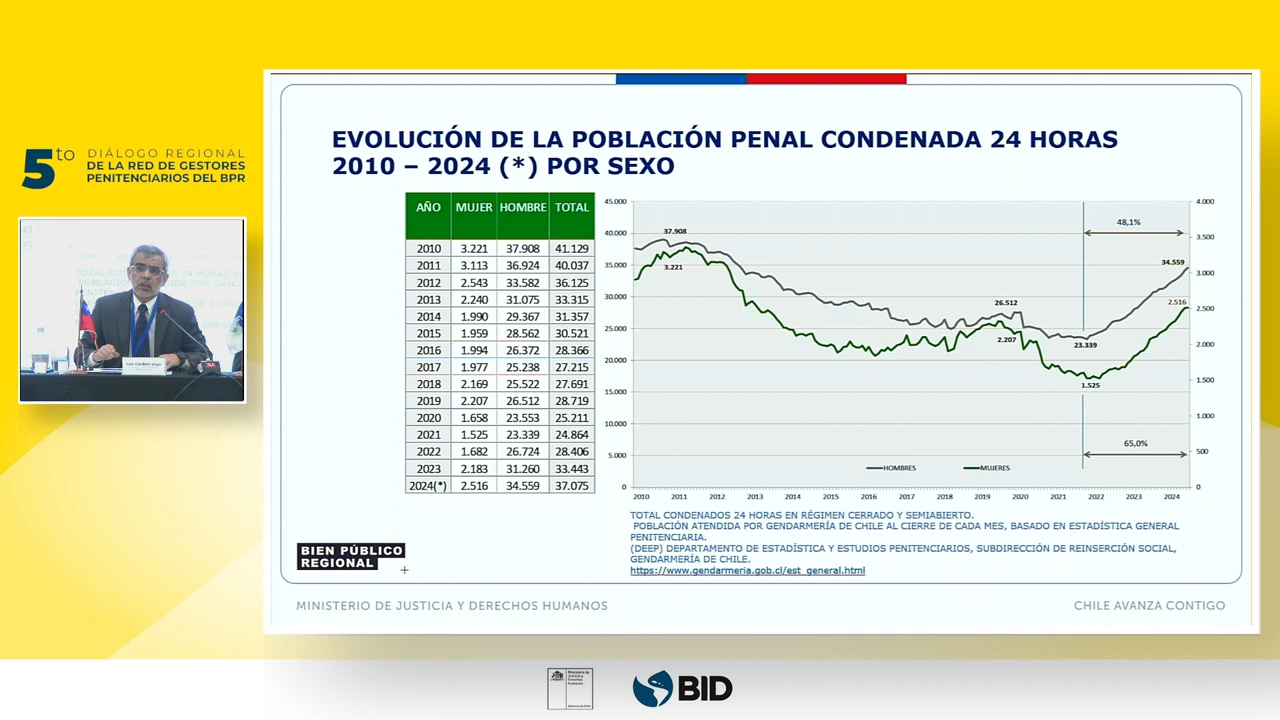 5to DIÁLOGO REGIONAL
DE LA RED DE GESTORES
PENITENCIARIOS DEL BPR
Luis Cordero Vega
EVOLUCIÓN DE LA POBLACIÓN PENAL CONDENADA 24 HORAS
2010 – 2024 (*) POR SEXO
AÑO MUJER HOMBRE TOTAL
2010 3.221 37.908 41.129
2011 3.113 36.924 40.037
2012 2.543 33.582 36.125
2013 2.240 31.075 33.315
2014 1.990 29.367 31.357
2015 1.959 28.562 30.521
2016 1.994 26.372 28.366
2017 1.977 25.238 27.215
2018 2.169 25.522 27.691
2019 2.207 26.512 28.719
2020 1.658 23.553 25.211
2021 1.525 23.339 24.864
2022 1.682 26.724 28.406
2023 2.183 31.260 33.443
2024(*) 2.516 34.559 37.075
45.000
40.000
35.000
30.000
25.000
20.000
15.000
10.000
5.000
0
37.908
3.221
26.512
2.207
23.339
1.525
48,1%
34.559
2.516
65,0%
4.000
3.500
3.000
2.500
2.000
1.500
1.000
500
0
HOMBRES MUJERES
2010 2011 2012 2013 2014 2015 2016 2017 2018 2019 2020 2021 2022 2023 2024
TOTAL CONDENADOS 24 HORAS EN RÉGIMEN CERRADO Y SEMIABIERTO.
POBLACIÓN ATENDIDA POR GENDARMERÍA DE CHILE AL CIERRE DE CADA MES, BASADO EN ESTADÍSTICA GENERAL
PENITENCIARIA.
(DEEP) DEPARTAMENTO DE ESTADÍSTICA Y ESTUDIOS PENITENCIARIOS, SUBDIRECCIÓN DE REINSERCIÓN SOCIAL,
GENDARMERÍA DE CHILE.
https://www.gendarmeria.gob.cl/est_general.html
BIEN PÚBLICO
REGIONAL
MINISTERIO DE JUSTICIA Y DERECHOS HUMANOS
CHILE AVANZA CONTIGO
BID